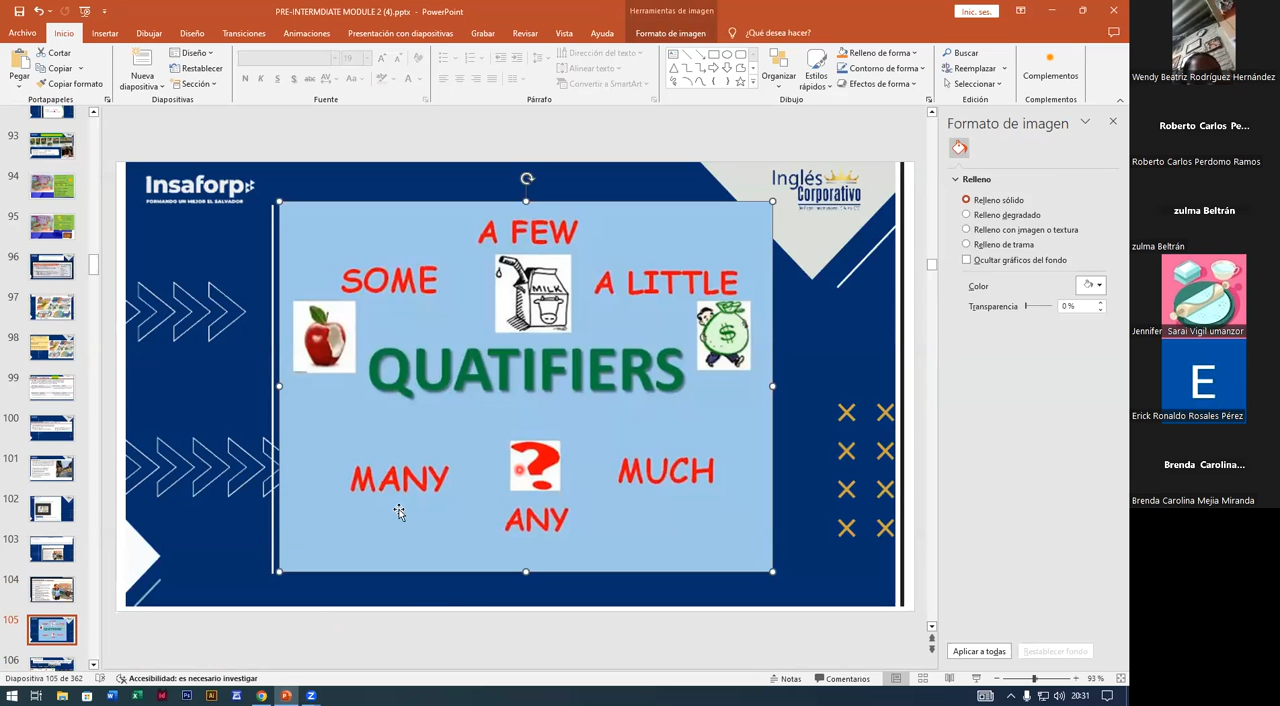 PRE-INTERMDIATE MODULE 2 (4).pptx - PowerPoint
Herramientas de imagen
Inic. ses.
Archivo Inicio Insertar Dibujar Diseño Transiciones Animaciones Presentación con diapositivas Grabar Revisar Vista Ayuda Formato de imagen ¿Qué desea hacer?
Pegar
Cortar
Copiar
Copiar formato
Portapapeles
Nueva diapositiva
Diseño
Restablecer
Sección
Diapositivas
19
N K S S abc AV Aa A
Fuente
Dirección del texto
Alinear texto
Convertir a SmartArt
Párrafo
Organizar
Estilos rápidos
Relleno de forma
Contorno de forma
Efectos de forma
Dibujo
Buscar
Reemplazar
Seleccionar
Edición
Complementos
Complementos
93
94
95
96
97
98
99
100
101
102
103
104
105
106
Insaforp
FORMANDO UN MEJOR EL SALVADOR
Inglés
Corporativo
A FEW
SOME
MILK
A LITTLE
$
QUATIFIERS
MANY
?
MUCH
ANY
Formato de imagen
Relleno
Relleno sólido
Relleno degradado
Relleno con imagen o textura
Relleno de trama
Ocultar gráficos del fondo
Color
Transparencia 0 %
Aplicar a todas
Restablecer fondo
Wendy Beatriz Rodríguez Hernández
Roberto Carlos Pe...
Roberto Carlos Perdomo Ramos
zulma Beltrán
zulma Beltrán
Jennifer Sarai Vigil umanzor
E
Erick Ronaldo Rosales Pérez
Brenda Carolina...
Brenda Carolina Mejia Miranda
Diapositiva 105 de 362
Accesibilidad: es necesario investigar
Notas
Comentarios
93 %
20:31